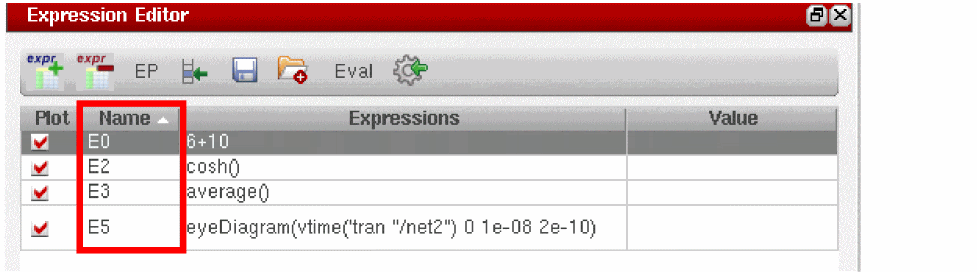 Expression Editor
expr expr EP Eval
Plot Name Expressions Value
E0 6+10
E2 cosh()
E3 average()
E5 eyeDiagram(vtime('tran "/net2") 0 1e-08 2e-10)